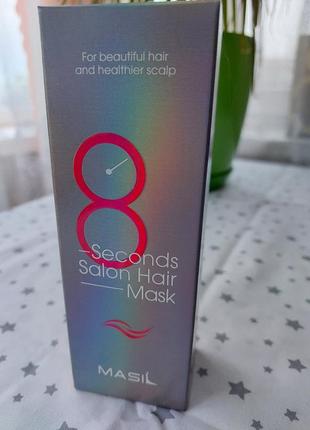 For beautiful hair
and healthier scalp
8
Seconds
Salon Hair
Mask
MASIL